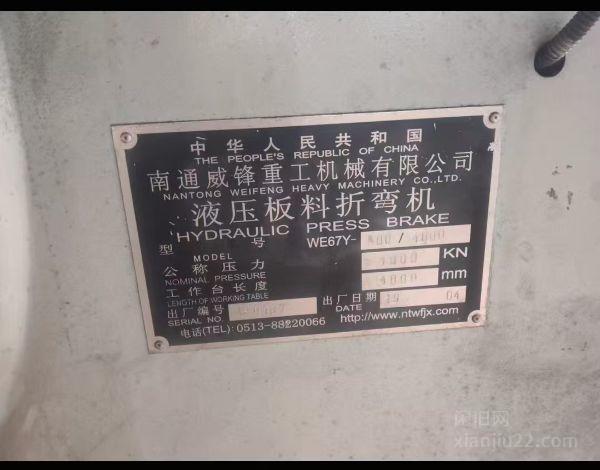 中华人民共和国
THE PEOPLE'S REPUBLIC OF CHINA
南通威锋重工机械有限公司
NANTONG WEIFENG HEAVY MACHINERY CO.,LTD.
液压板料折弯机
HYDRAULIC PRESS BRAKE
型号 WE67Y- /4000
MODEL
公称压力 KN
NOMINAL PRESSURE
工作台长度 4000 mm
LENGTH OF WORKING TABLE
出厂编号 出厂日期 04
SERIAL NO. DATE
电话(TEL): 0513-88220066 http://www.ntwfjx.com
闲旧网
xianjiu22.com